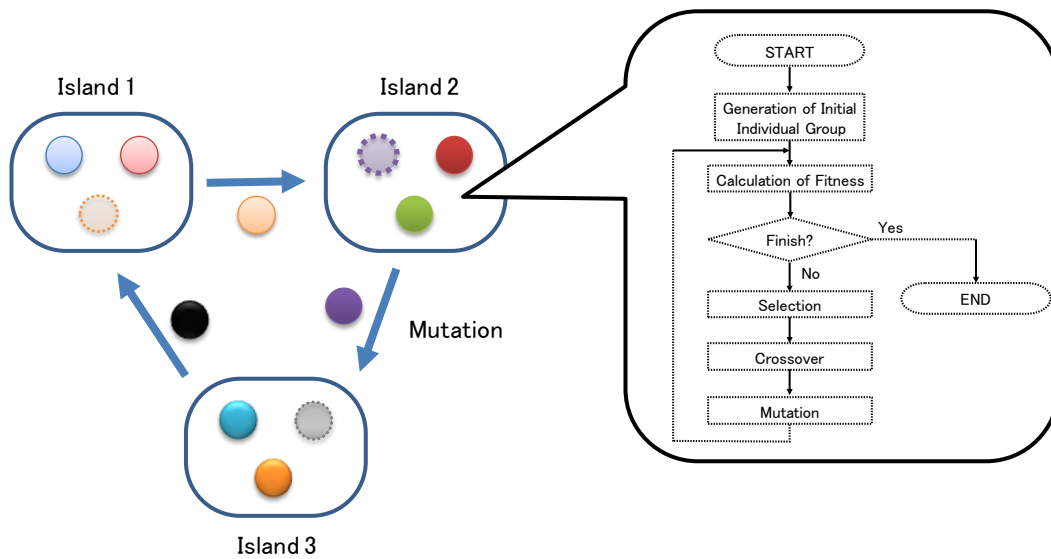 Island 1
Island 2
Mutation
Island 3
START
Generation of Initial
Individual Group
Calculation of Fitness
Finish?
Yes
No
END
Selection
Crossover
Mutation